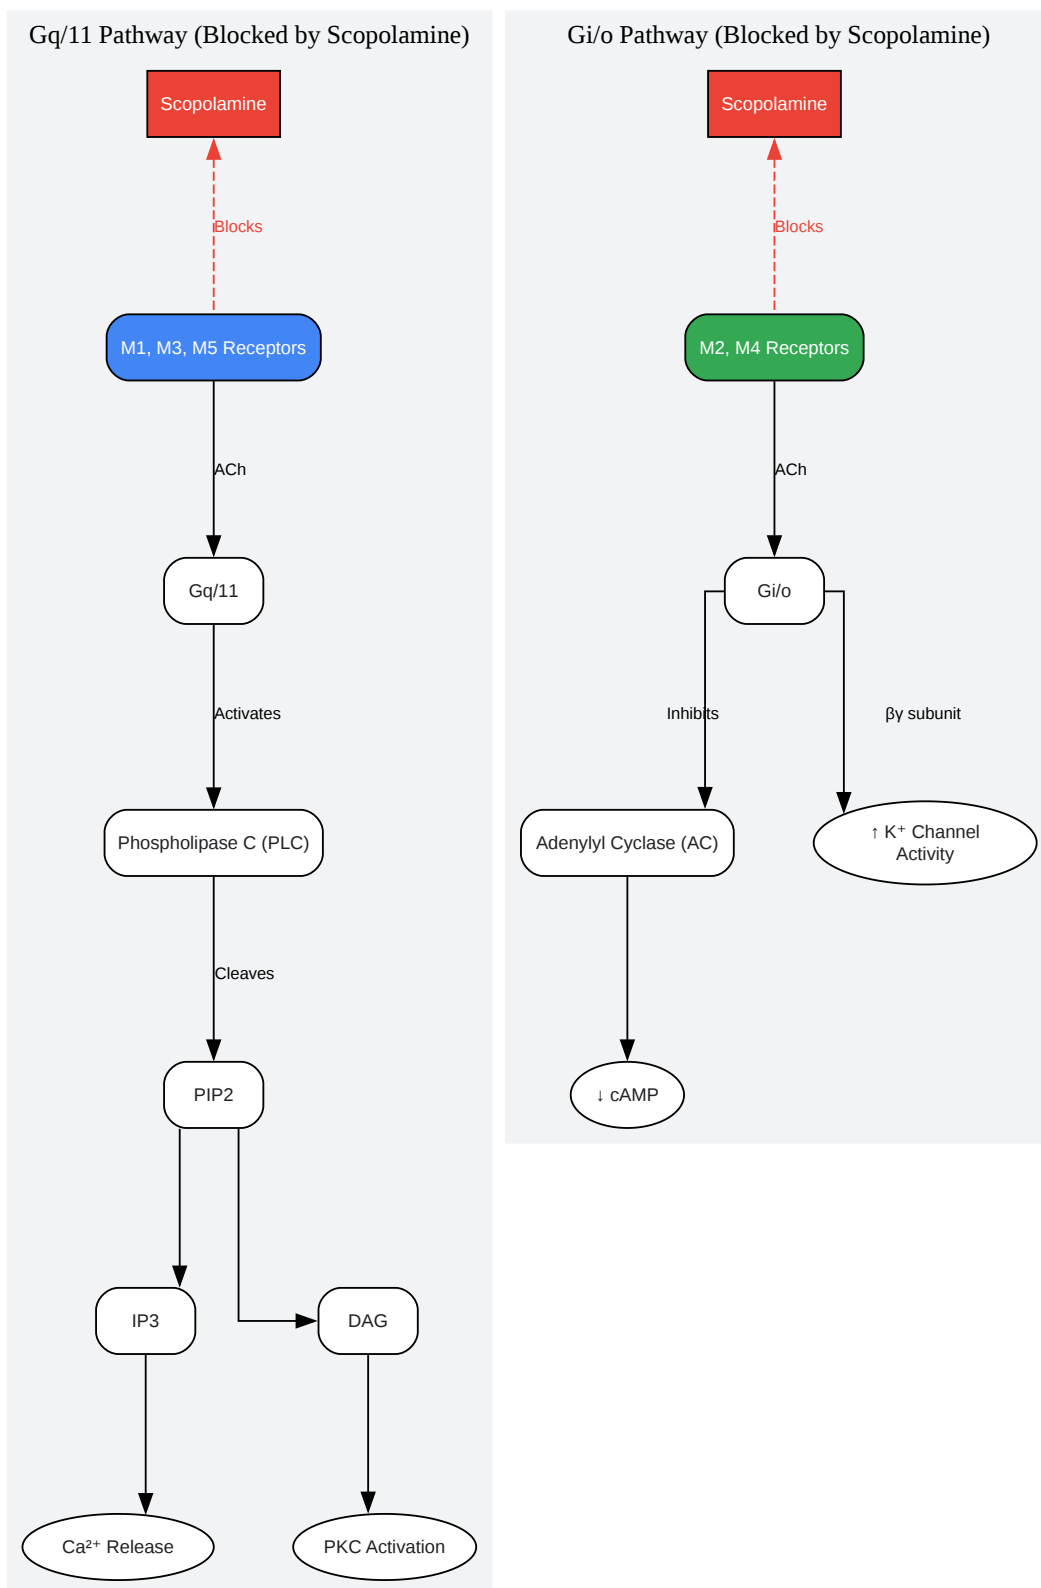 Gq/11 Pathway (Blocked by Scopolamine)
Scopolamine
Blocks
M1, M3, M5 Receptors
ACh
Gq/11
Activates
Phospholipase C (PLC)
Cleaves
PIP2
IP3
DAG
Ca²⁺ Release
PKC Activation
Gi/o Pathway (Blocked by Scopolamine)
Scopolamine
Blocks
M2, M4 Receptors
ACh
Gi/o
Inhibits
βγ subunit
Adenylyl Cyclase (AC)
↑ K⁺ Channel
Activity
↓ cAMP